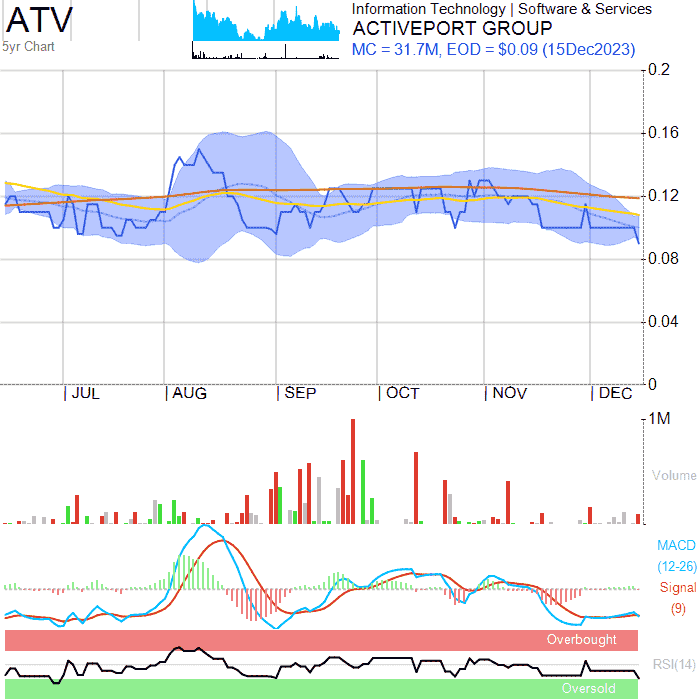 ATV
5yr Chart
Information Technology | Software & Services
ACTIVEPORT GROUP
MC = 31.7M, EOD = $0.09 (15Dec2023)
0.2
0.16
0.12
0.08
0.04
0
JUL AUG SEP OCT NOV DEC
1M
Volume
MACD
(12-26)
Signal
(9)
Overbought
RSI(14)
Oversold